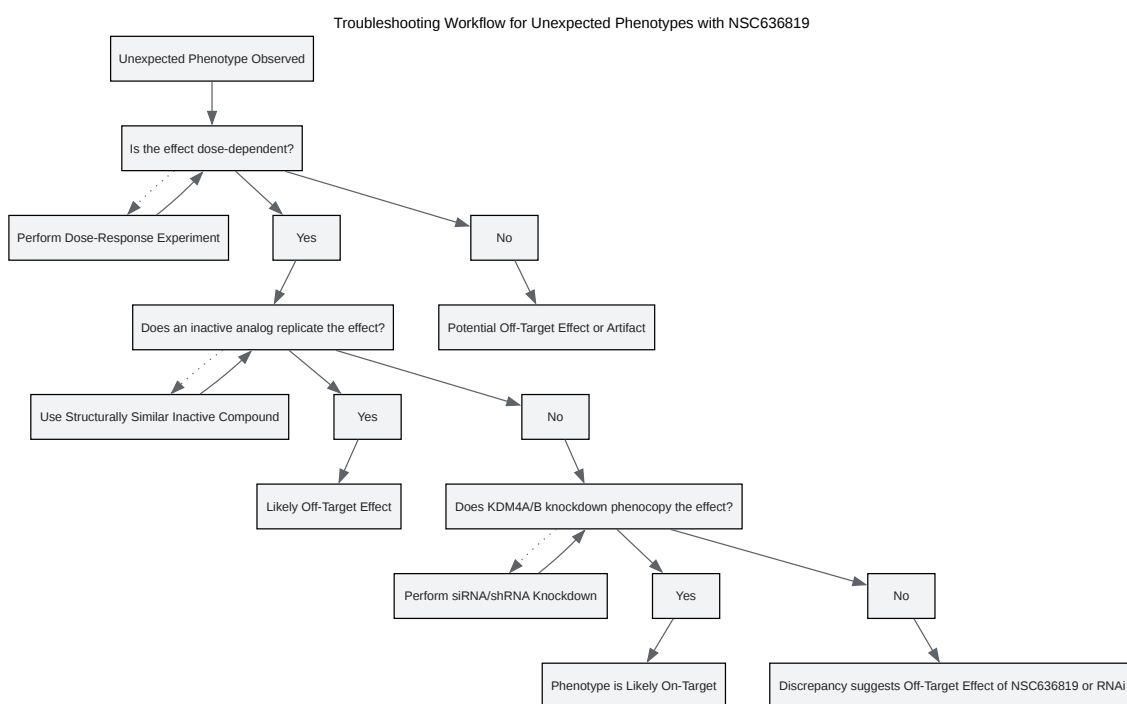 Troubleshooting Workflow for Unexpected Phenotypes with NSC636819
Unexpected Phenotype Observed
Is the effect dose-dependent?
Perform Dose-Response Experiment
Yes
No
Does an inactive analog replicate the effect?
Potential Off-Target Effect or Artifact
Use Structurally Similar Inactive Compound
Yes
No
Likely Off-Target Effect
Does KDM4A/B knockdown phenocopy the effect?
Perform siRNA/shRNA Knockdown
Yes
No
Phenotype is Likely On-Target
Discrepancy suggests Off-Target Effect of NSC636819 or RNAi